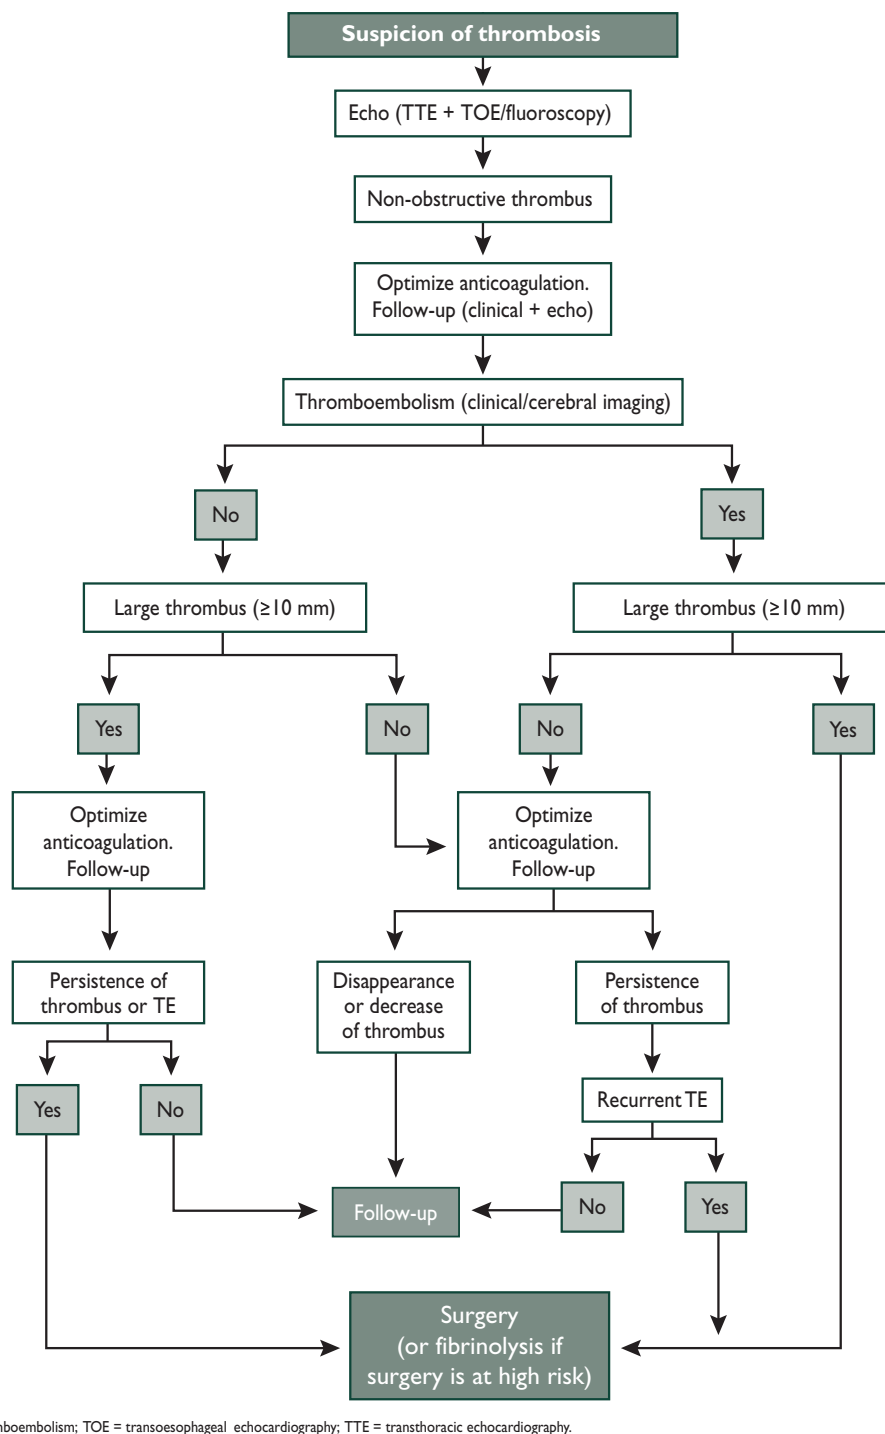 Suspicion of thrombosis
Echo (TTE + TOE/fluoroscopy)
Non-obstructive thrombus
Optimize anticoagulation.
Follow-up (clinical + echo)
Thromboembolism (clinical/cerebral imaging)
No
Yes
Large thrombus (≥10 mm)
Large thrombus (≥10 mm)
Yes
No
No
Yes
Optimize
anticoagulation.
Follow-up
Optimize
anticoagulation.
Follow-up
Persistence of
thrombus or TE
Disappearance
or decrease
of thrombus
Persistence
of thrombus
Yes
No
Recurrent TE
No
Yes
Follow-up
Surgery
(or fibrinolysis if
surgery is at high risk)
mboembolism; TOE = transoesophageal echocardiography; TTE = transthoracic echocardiography.